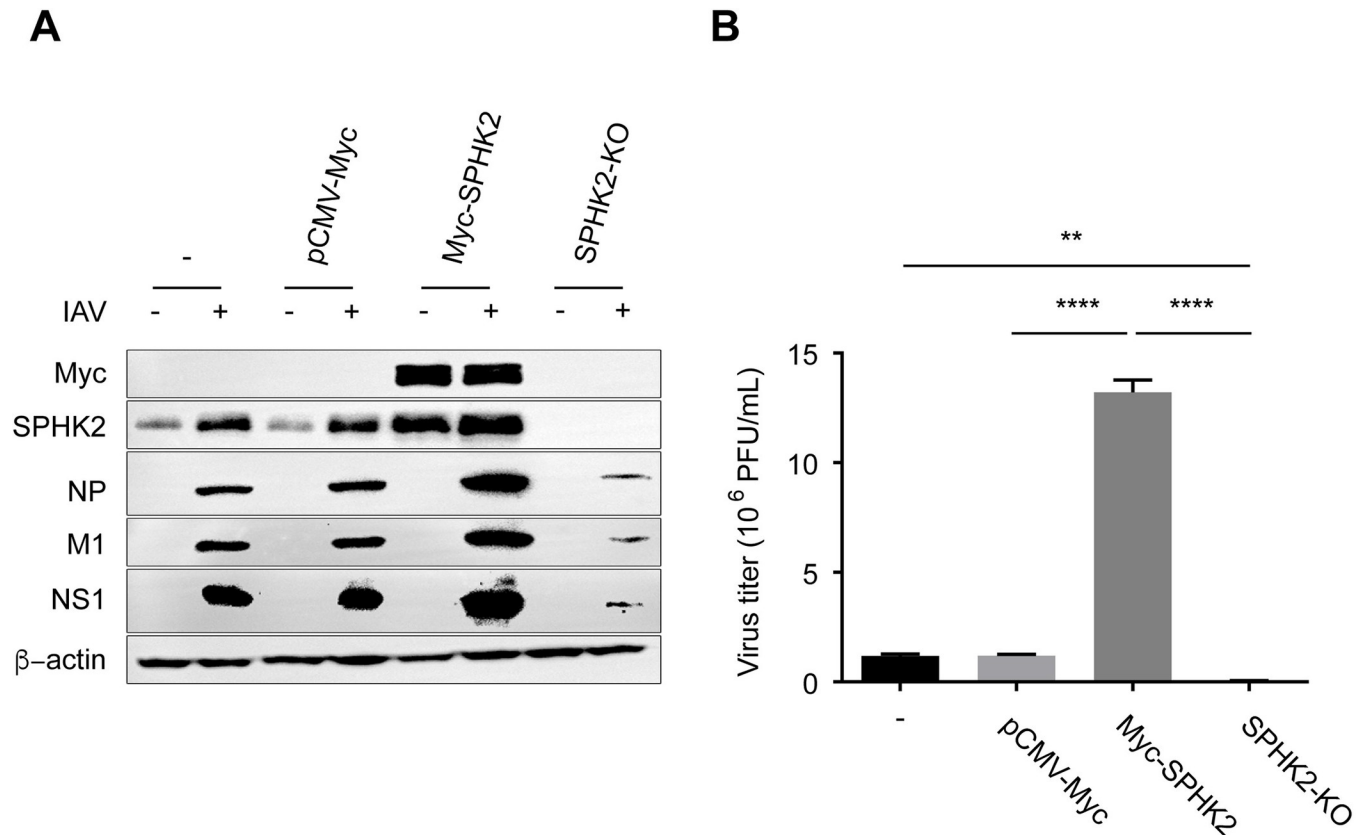 A
B
- pCMV-Myc Myc-SPHK2 SPHK2-KO
IAV - + - + - + - +
Myc
SPHK2
NP
M1
NS1
β–actin
**
**** ****
15
10
5
0
Virus titer (10⁶ PFU/mL)
- pCMV-Myc Myc-SPHK2 SPHK2-KO